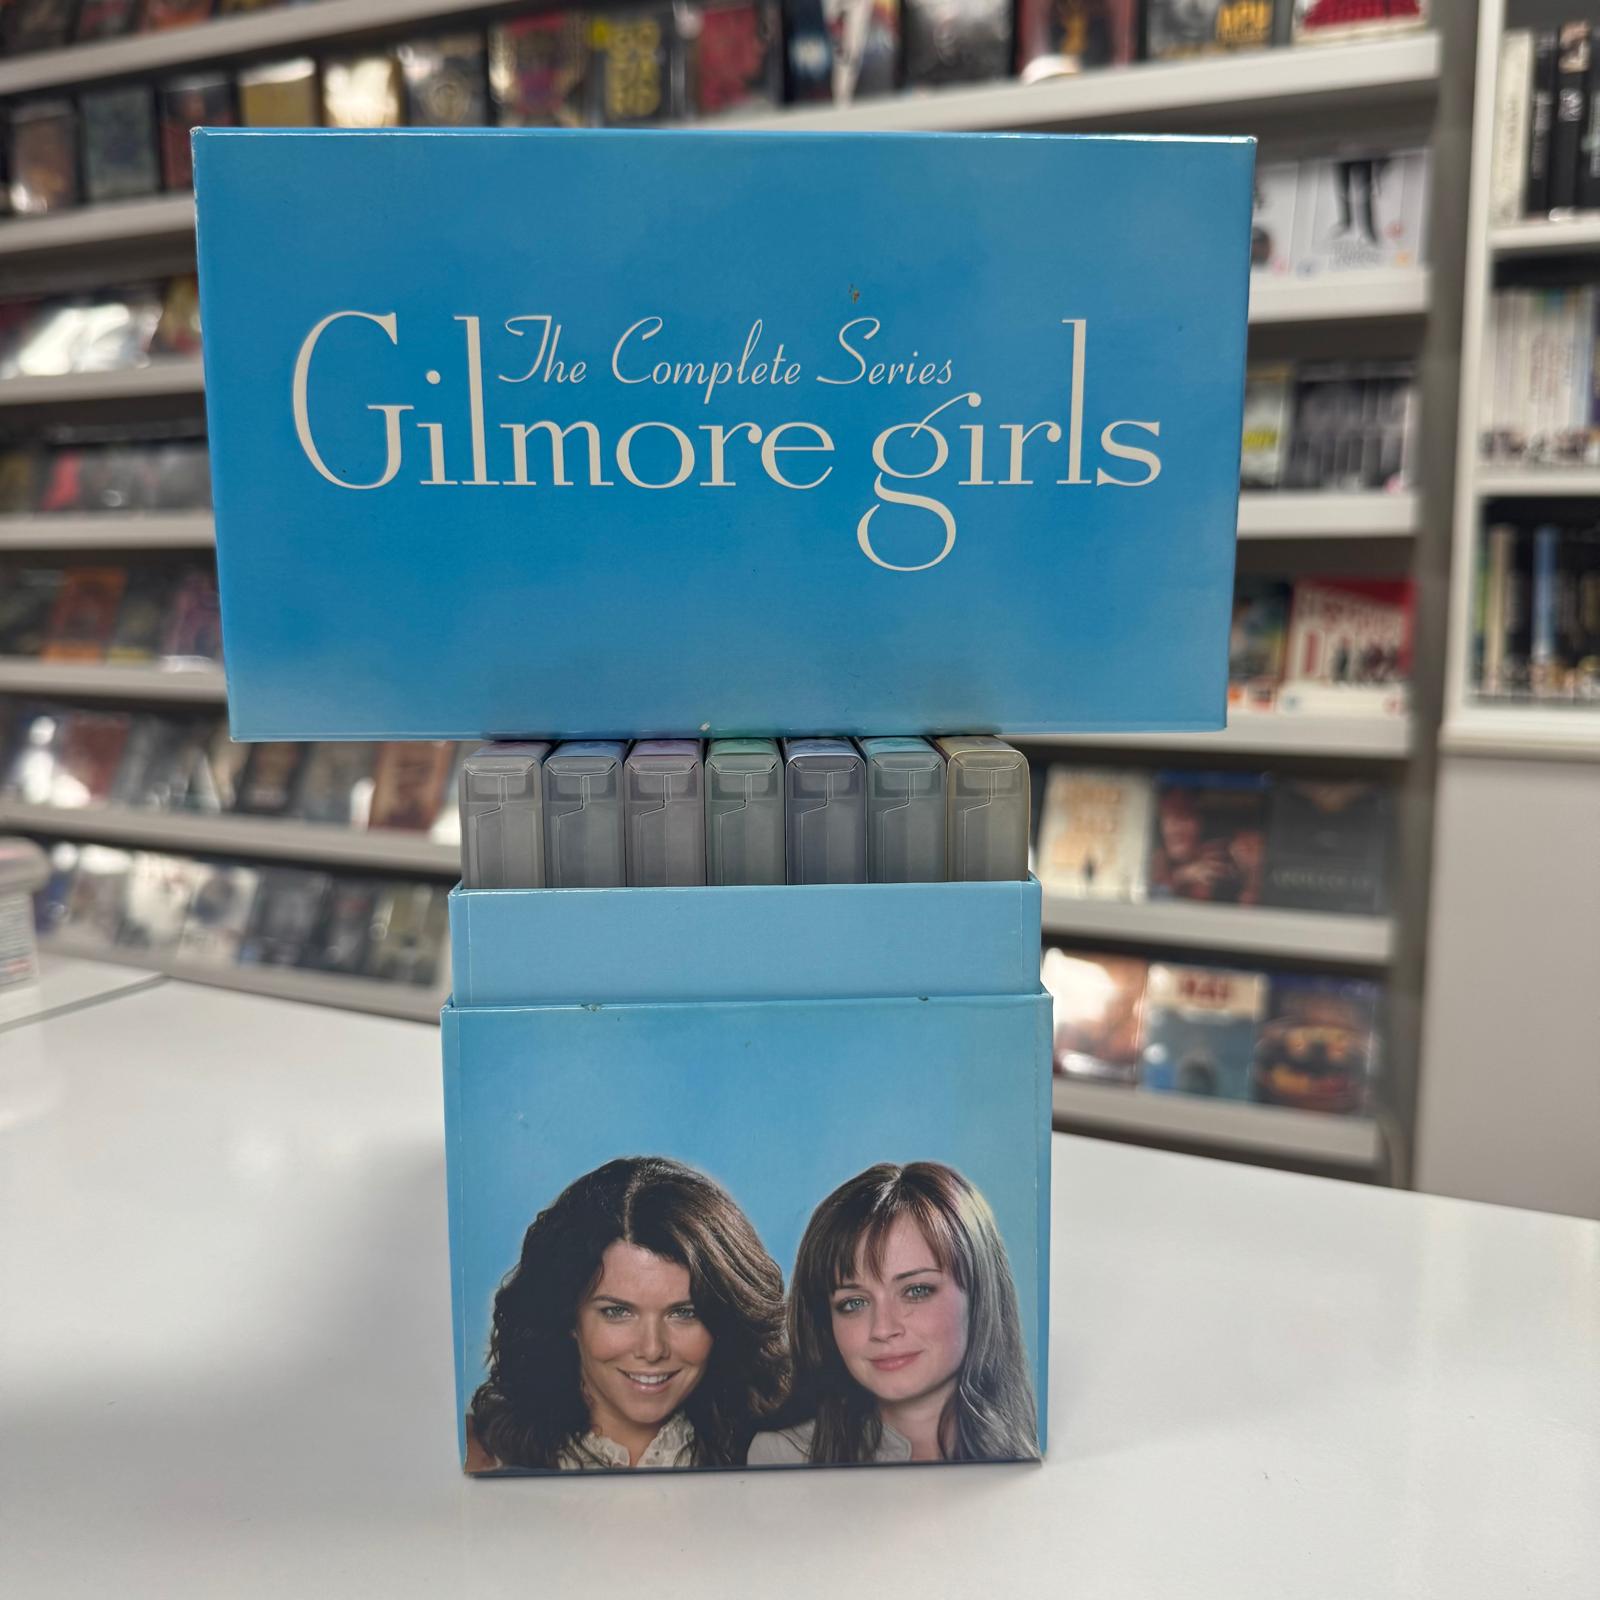 The Complete Series
Gilmore girls